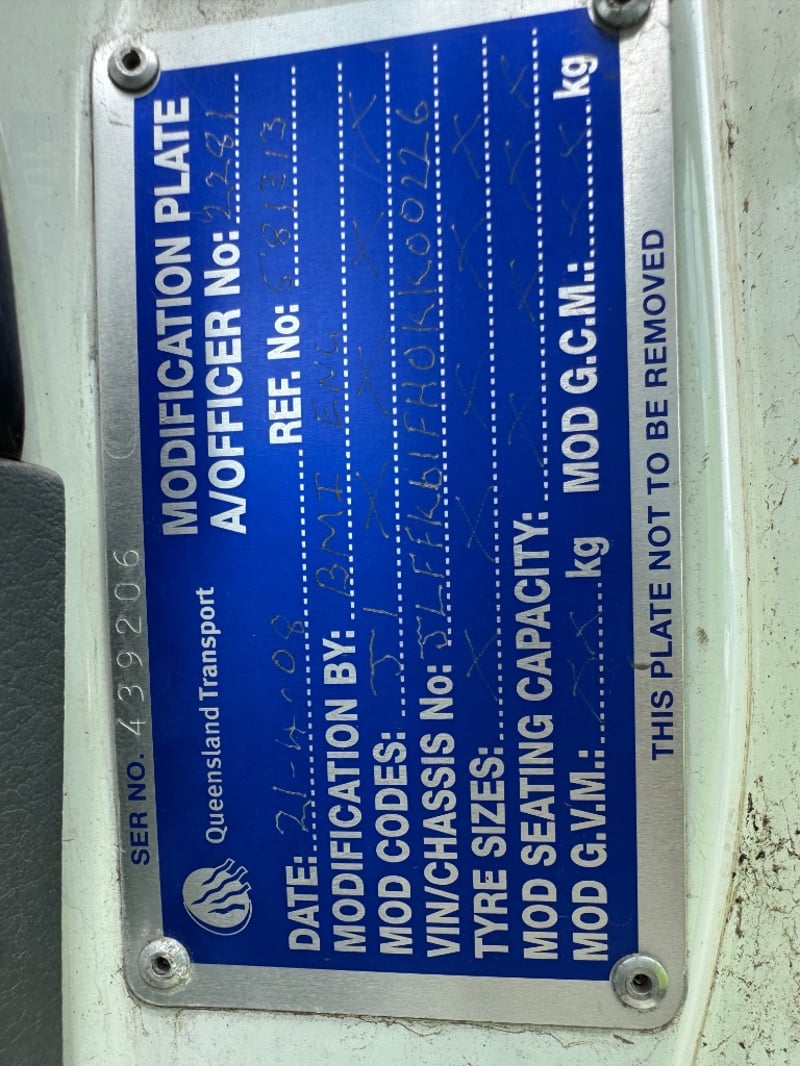 SER NO. 439206
Queensland Transport
MODIFICATION PLATE
A/OFFICER No: 2281
DATE: 21-4-08 REF. No: 581313
MODIFICATION BY: BMI ENG
MOD CODES: J1 X X X X
VIN/CHASSIS No: JLFFK61FH0KK00226
TYRE SIZES: X X X X X
MOD SEATING CAPACITY: X X X X
MOD G.V.M.: XX kg MOD G.C.M.: X X kg
THIS PLATE NOT TO BE REMOVED